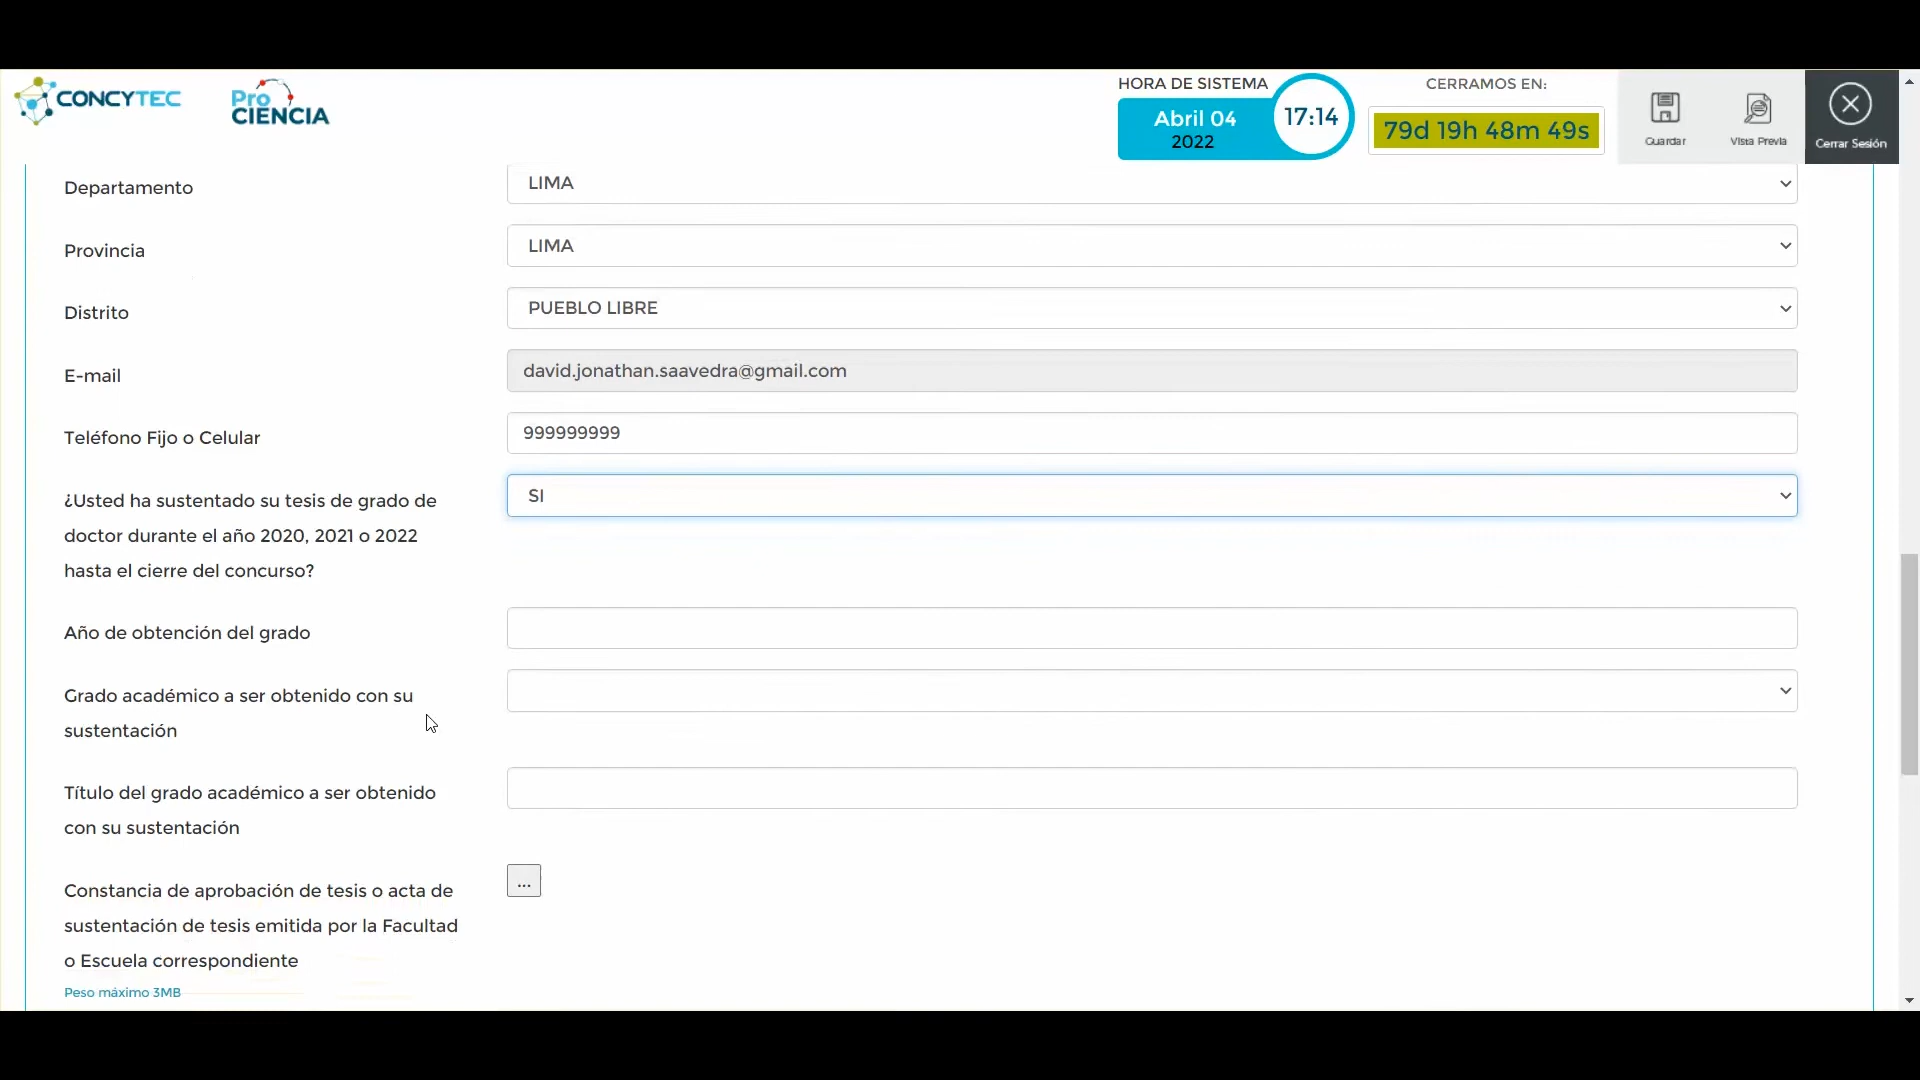 CONCYTEC
Pro
CIENCIA
HORA DE SISTEMA
Abril 04
2022
17:14
CERRAMOS EN:
79d 19h 48m 49s
Guardar
Vista Previa
Cerrar Sesión
Departamento
LIMA
Provincia
LIMA
Distrito
PUEBLO LIBRE
E-mail
david.jonathan.saavedra@gmail.com
Teléfono Fijo o Celular
999999999
¿Usted ha sustentado su tesis de grado de
doctor durante el año 2020, 2021 o 2022
hasta el cierre del concurso?
SI
Año de obtención del grado
Grado académico a ser obtenido con su
sustentación
Título del grado académico a ser obtenido
con su sustentación
Constancia de aprobación de tesis o acta de
sustentación de tesis emitida por la Facultad
o Escuela correspondiente
...
Peso máximo 3MB